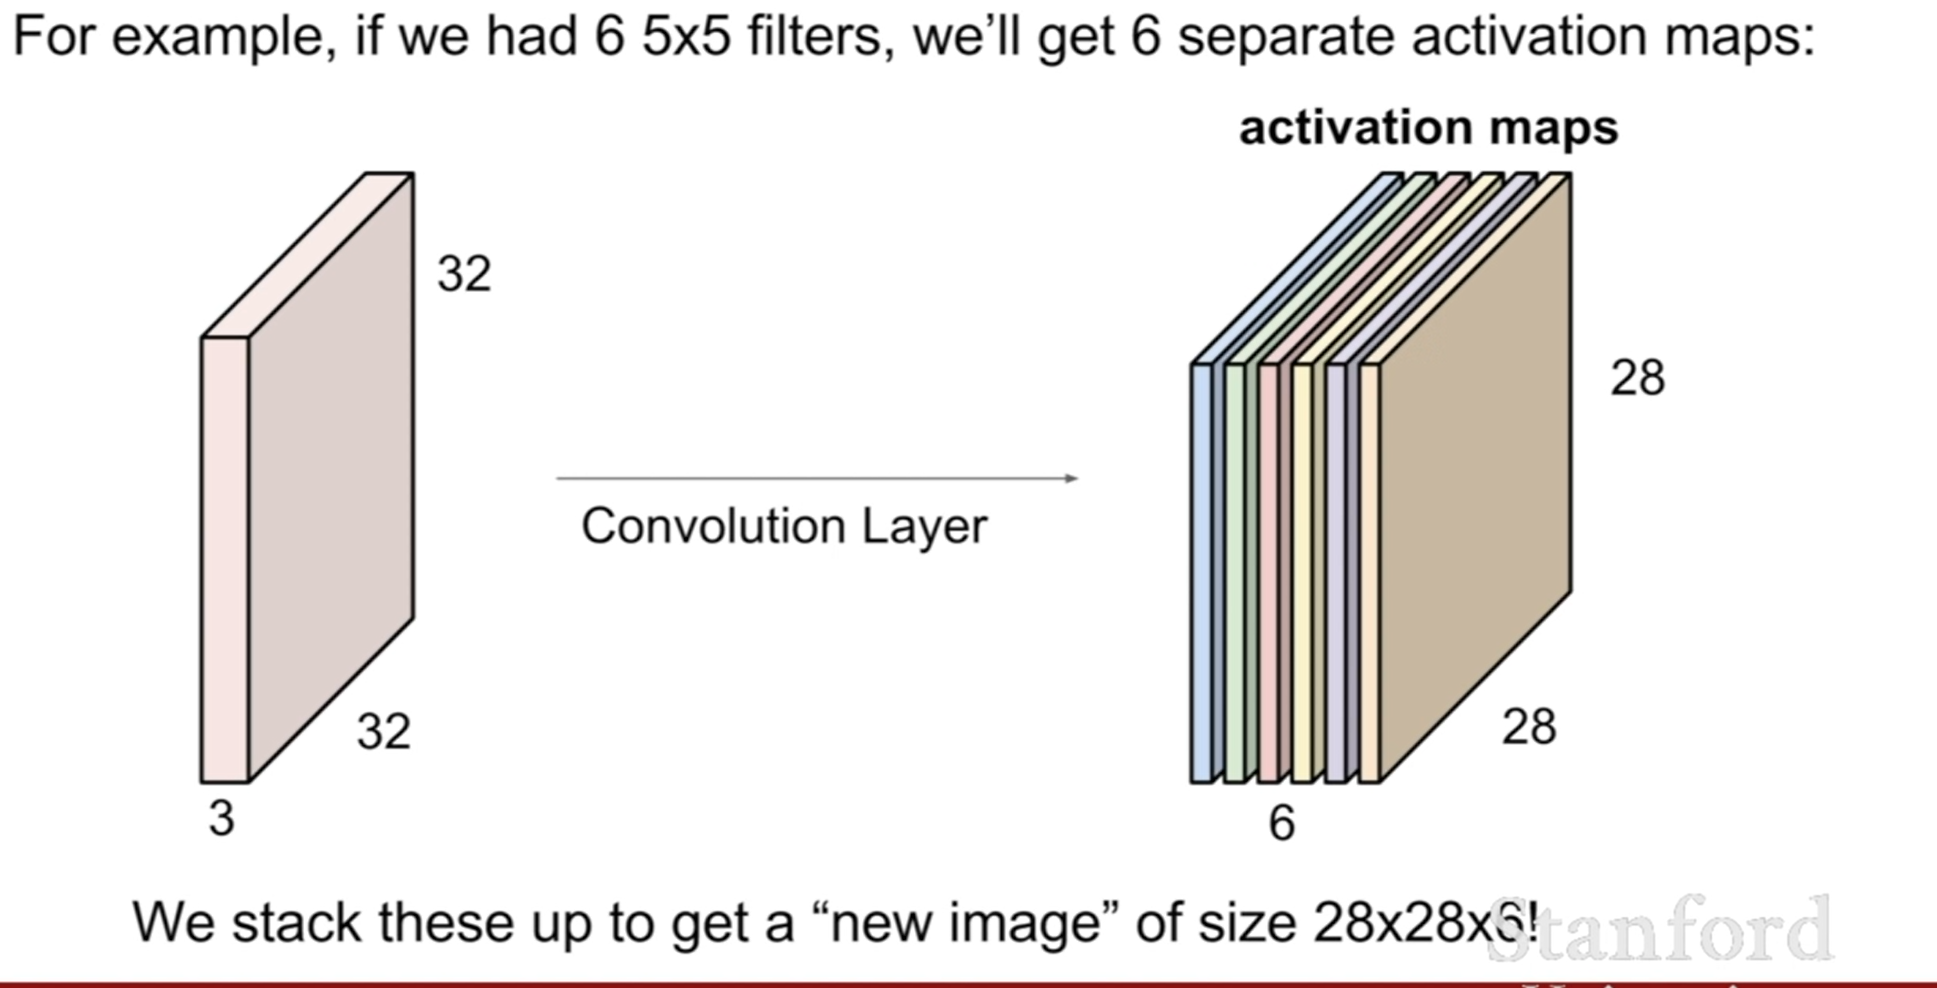 For example, if we had 6 5x5 filters, we’ll get 6 separate activation maps:
activation maps
32
28
Convolution Layer
32
28
3
6
We stack these up to get a “new image” of size 28x28x6!
Stanford